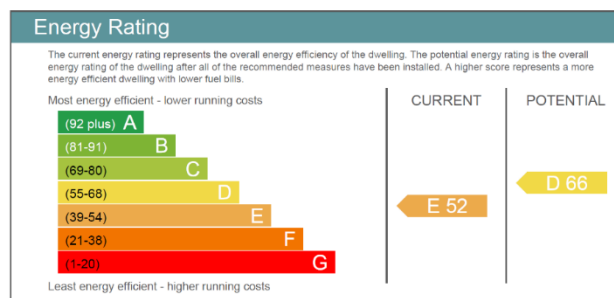 Energy Rating
The current energy rating represents the overall energy efficiency of the dwelling. The potential energy rating is the overall
energy rating of the dwelling after all of the recommended measures have been installed. A higher score represents a more
energy efficient dwelling with lower fuel bills.
Most energy efficient - lower running costs
CURRENT
POTENTIAL
(92 plus) A
(81-91) B
(69-80) C
(55-68) D
(39-54) E
(21-38) F
(1-20) G
E 52
D 66
Least energy efficient - higher running costs